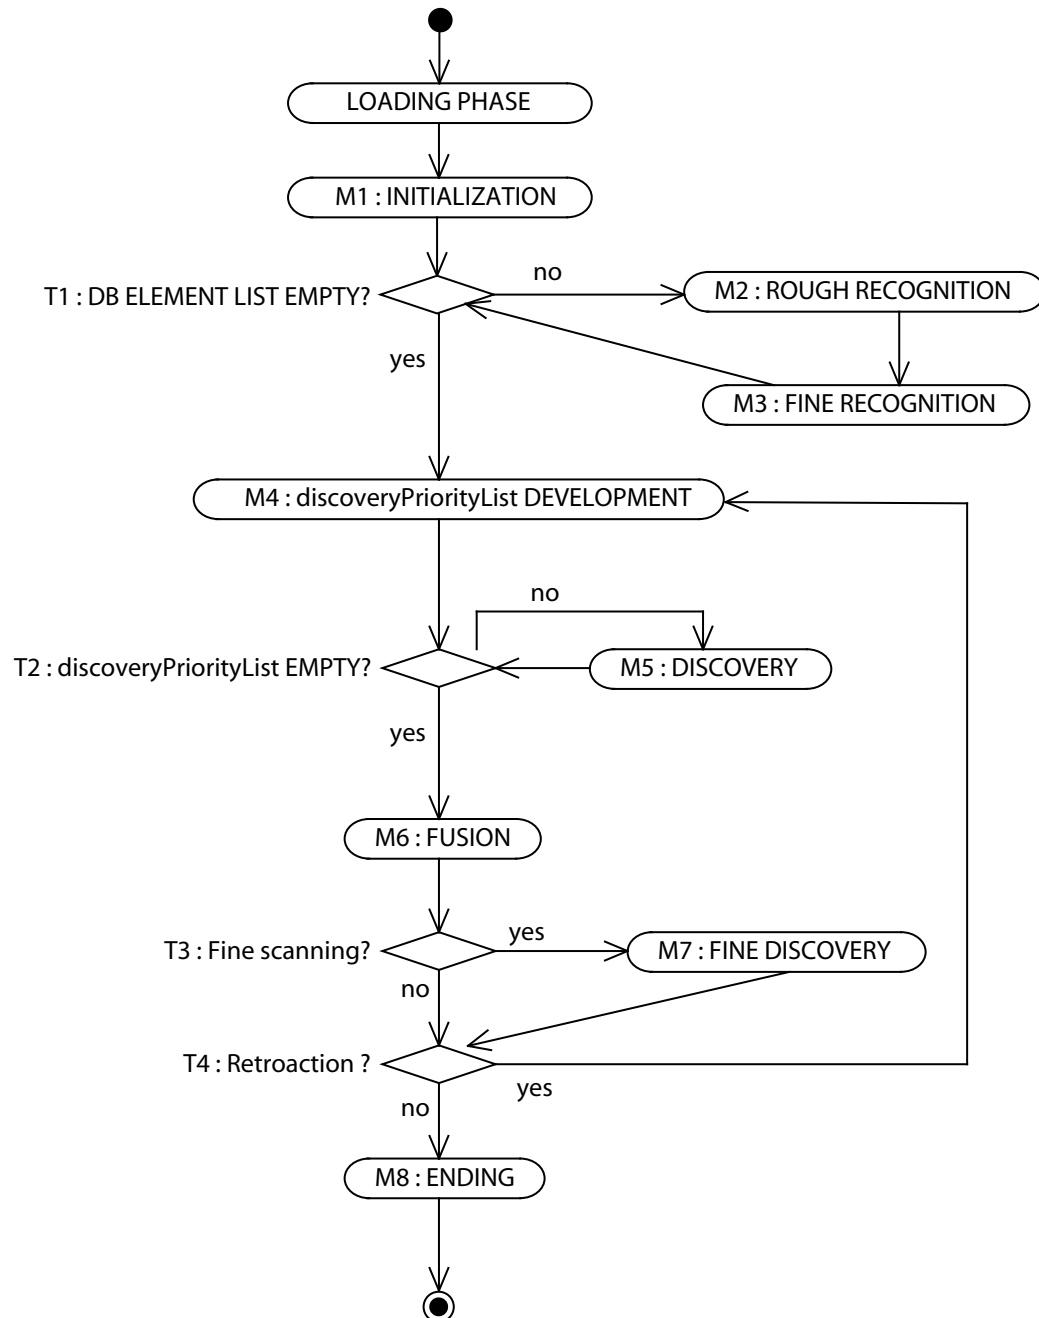 LOADING PHASE
M1 : INITIALIZATION
no
T1 : DB ELEMENT LIST EMPTY?
M2 : ROUGH RECOGNITION
yes
M3 : FINE RECOGNITION
M4 : discoveryPriorityList DEVELOPMENT
no
T2 : discoveryPriorityList EMPTY?
M5 : DISCOVERY
yes
M6 : FUSION
T3 : Fine scanning?
yes
M7 : FINE DISCOVERY
no
T4 : Retroaction ?
yes
no
M8 : ENDING